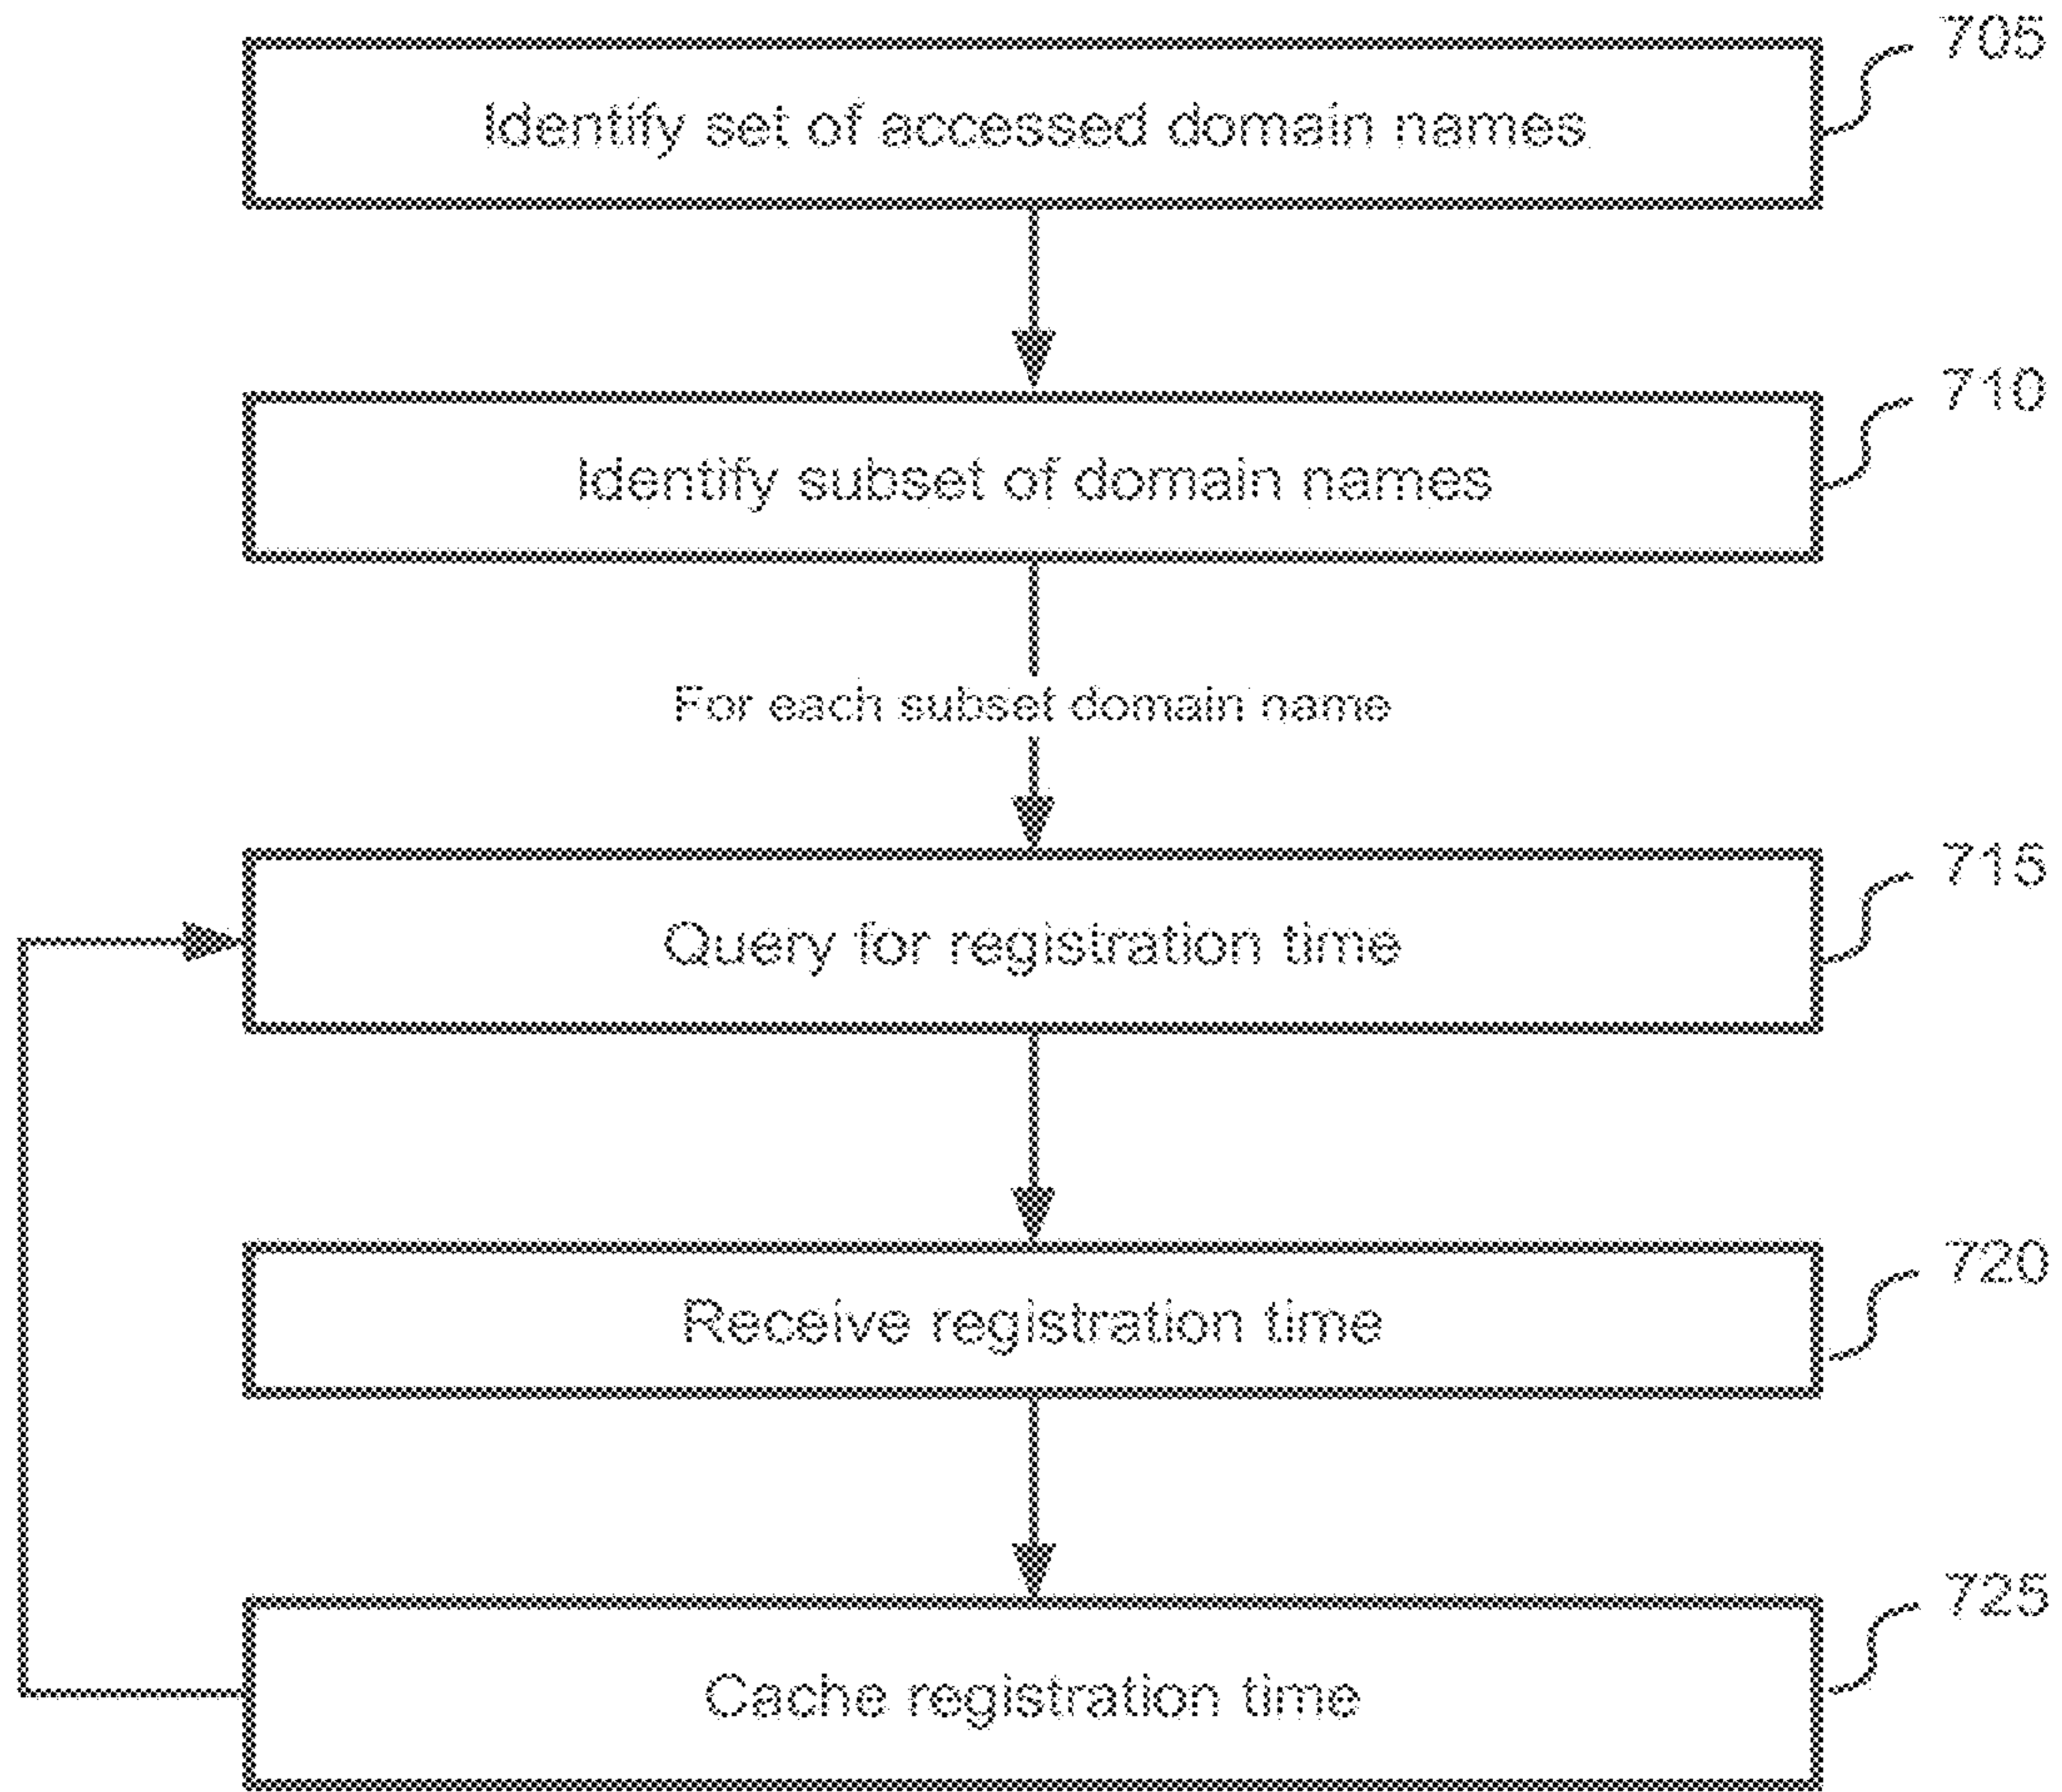 705
Identify set of accessed domain names
710
Identify subset of domain names
For each subset domain name
715
Query for registration time
720
Receive registration time
725
Cache registration time